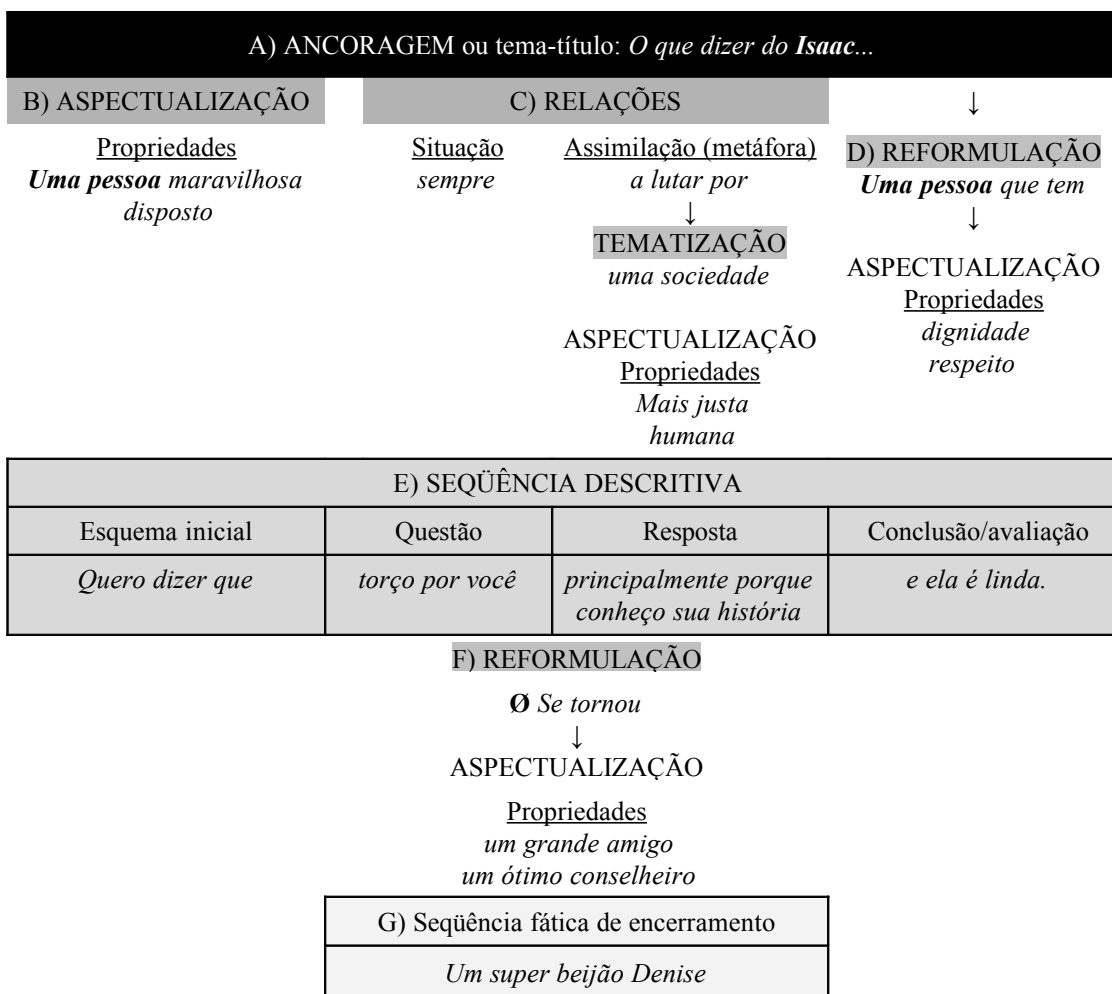 A) ANCORAGEM ou tema-título: O que dizer do Isaac...
B) ASPECTUALIZAÇÃO
Propriedades
Uma pessoa maravilhosa
disposto
C) RELAÇÕES
Situação
sempre
Assimilação (metáfora)
a lutar por
↓
TEMATIZAÇÃO
uma sociedade
ASPECTUALIZAÇÃO
Propriedades
Mais justa
humana
↓
D) REFORMULAÇÃO
Uma pessoa que tem
↓
ASPECTUALIZAÇÃO
Propriedades
dignidade
respeito
E) SEQÜÊNCIA DESCRITIVA
Esquema inicial
Questão
Resposta
Conclusão/avaliação
Quero dizer que
torço por você
principalmente porque
conheço sua história
e ela é linda.
F) REFORMULAÇÃO
Ø Se tornou
↓
ASPECTUALIZAÇÃO
Propriedades
um grande amigo
um ótimo conselheiro
G) Seqüência fática de encerramento
Um super beijão Denise